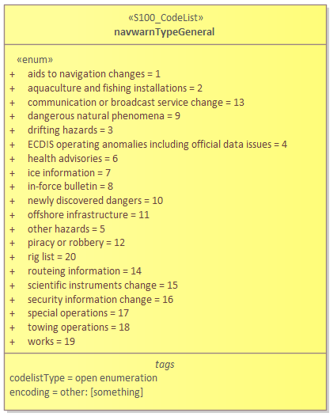 «S100_CodeList»
navwarnTypeGeneral
«enum»
+ aids to navigation changes = 1
+ aquaculture and fishing installations = 2
+ communication or broadcast service change = 13
+ dangerous natural phenomena = 9
+ drifting hazards = 3
+ ECDIS operating anomalies including official data issues = 4
+ health advisories = 6
+ ice information = 7
+ in-force bulletin = 8
+ newly discovered dangers = 10
+ offshore infrastructure = 11
+ other hazards = 5
+ piracy or robbery = 12
+ rig list = 20
+ routeing information = 14
+ scientific instruments change = 15
+ security information change = 16
+ special operations = 17
+ towing operations = 18
+ works = 19
tags
codelistType = open enumeration
encoding = other: [something]